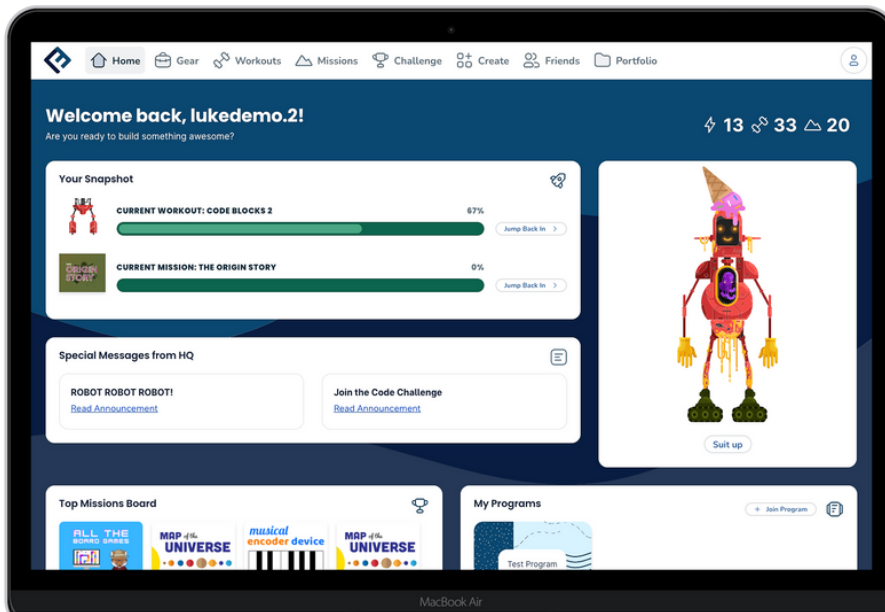 Home Gear Workouts Missions Challenge Create Friends Portfolio
Welcome back, lukedemo.2!
Are you ready to build something awesome?
13 33 20
Your Snapshot
CURRENT WORKOUT: CODE BLOCKS 2 67%
Jump Back In >
THE ORIGIN STORY
CURRENT MISSION: THE ORIGIN STORY 0%
Jump Back In >
Suit up
Special Messages from HQ
ROBOT ROBOT ROBOT!
Read Announcement
Join the Code Challenge
Read Announcement
Top Missions Board
ALL THE
BOARD GAMES
MAP of the
UNIVERSE
musical
encoder device
MAP of the
UNIVERSE
My Programs
+ Join Program
Test Program
MacBook Air